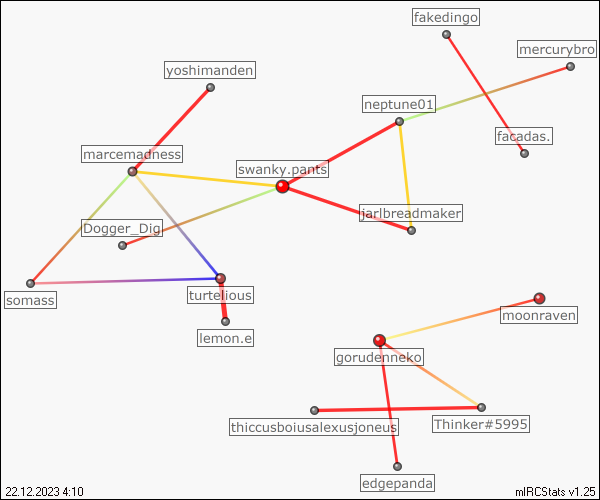 fakedingo
mercurybro
yoshimanden
neptune01
facadas.
marcemadness
swanky.pants
jarlbreadmaker
Dogger_Dig
turtelious
somass
moonraven
lemon.e
gorudenneko
thiccusboiusalexusjoneus
Thinker#5995
edgepanda
22.12.2023 4:10
mIRCStats v1.25